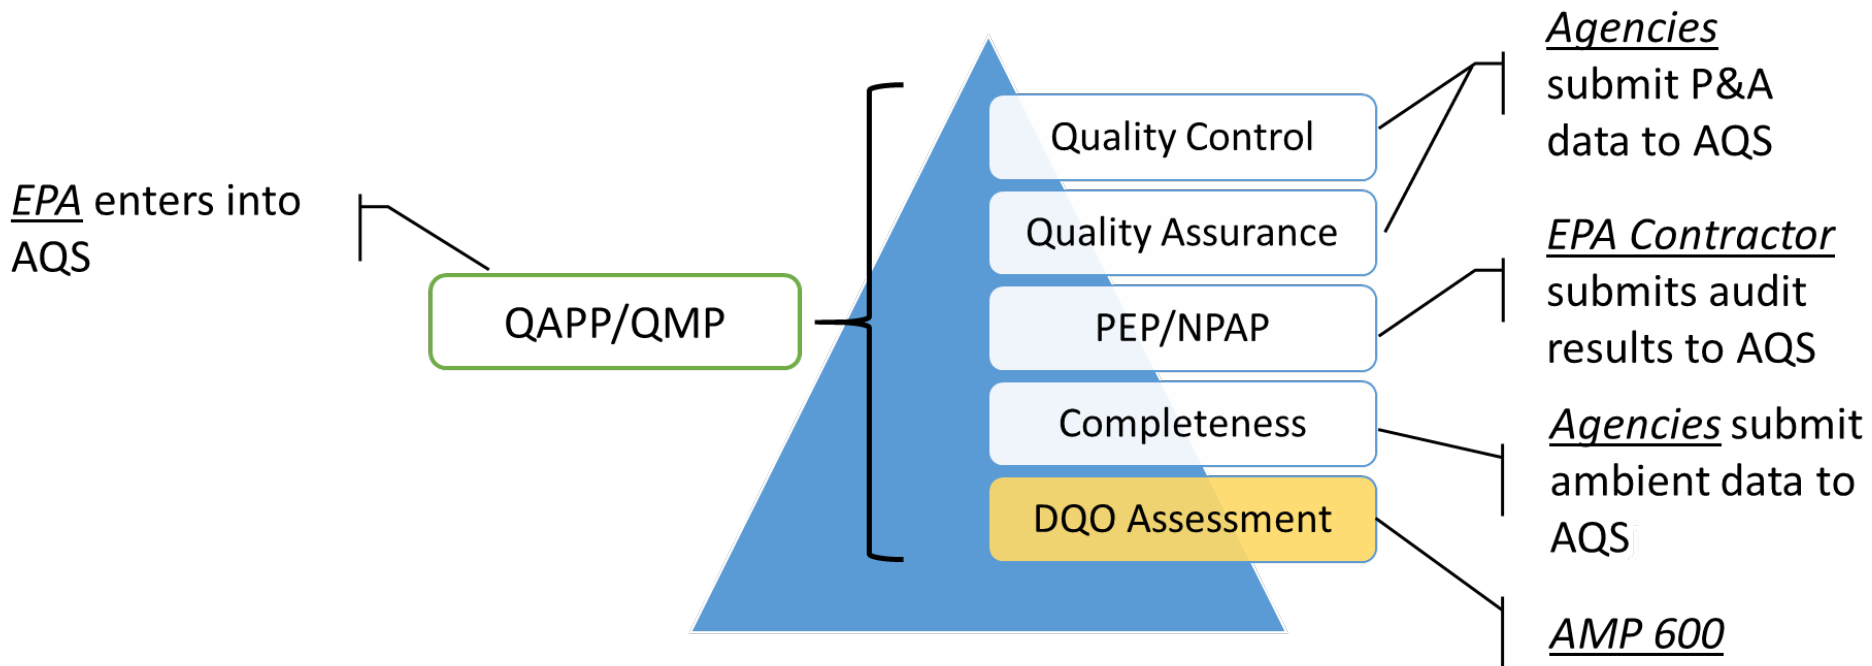 EPA enters into
AQS
QAPP/QMP
Quality Control
Quality Assurance
PEP/NPAP
Completeness
DQO Assessment
Agencies
submit P&A
data to AQS
EPA Contractor
submits audit
results to AQS
Agencies submit
ambient data to
AQS
AMP 600